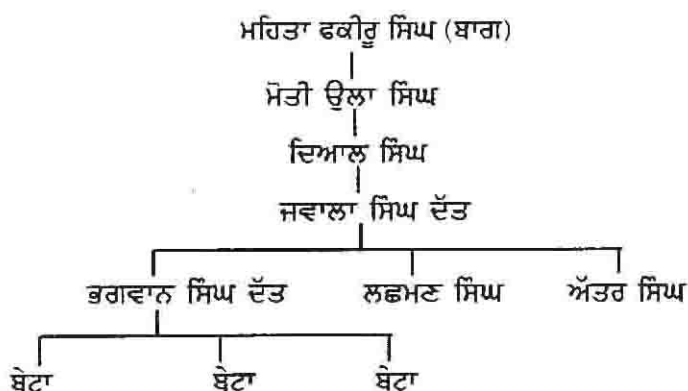 ਮਹਿਤਾ ਫਕੀਰੂ ਸਿੰਘ (ਬਾਗ)
ਮੋਤੀ ਉਲਾ ਸਿੰਘ
ਦਿਆਲ ਸਿੰਘ
ਜਵਾਲਾ ਸਿੰਘ ਦੱਤ
ਭਗਵਾਨ ਸਿੰਘ ਦੱਤ ਲਛਮਣ ਸਿੰਘ ਅੱਤਰ ਸਿੰਘ
ਬੇਟਾ ਬੇਟਾ ਬੇਟਾ